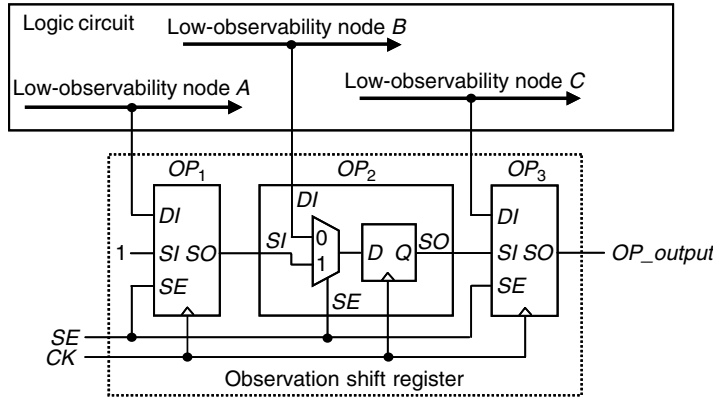 Logic circuit
Low-observability node B
Low-observability node A
Low-observability node C
OP1
OP2
OP3
DI
SI SO
SE
1
DI
SI
0
1
SE
D Q
SO
DI
SI SO
SE
OP_output
SE
CK
Observation shift register